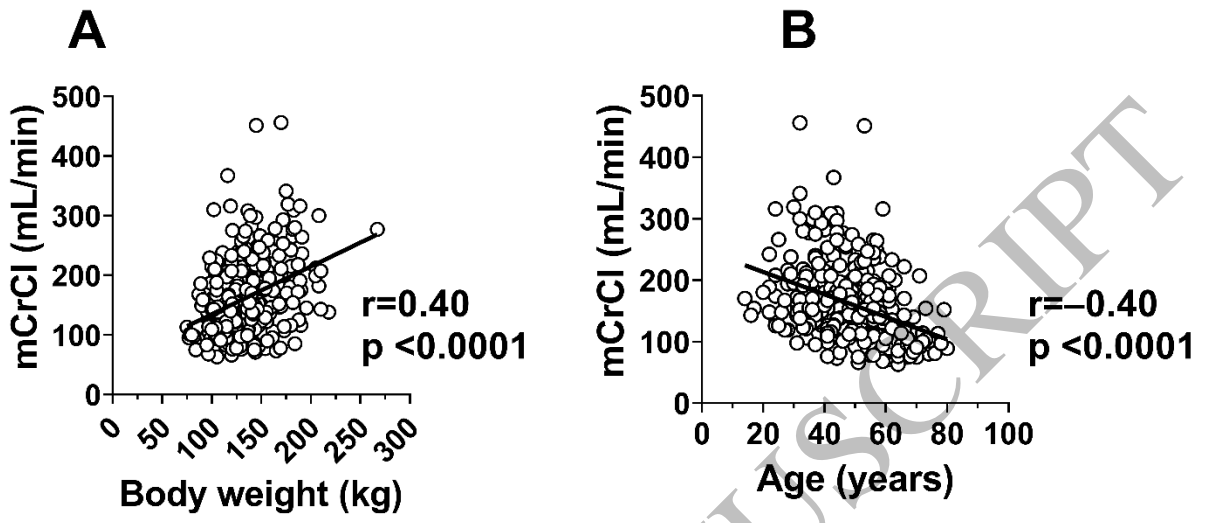 A
mCrCl (mL/min)
500
400
300
200
100
0
0 50 100 150 200 250 300
Body weight (kg)
r=0.40
p <0.0001
B
mCrCl (mL/min)
500
400
300
200
100
0
0 20 40 60 80 100
Age (years)
r=−0.40
p <0.0001
USCRIPT